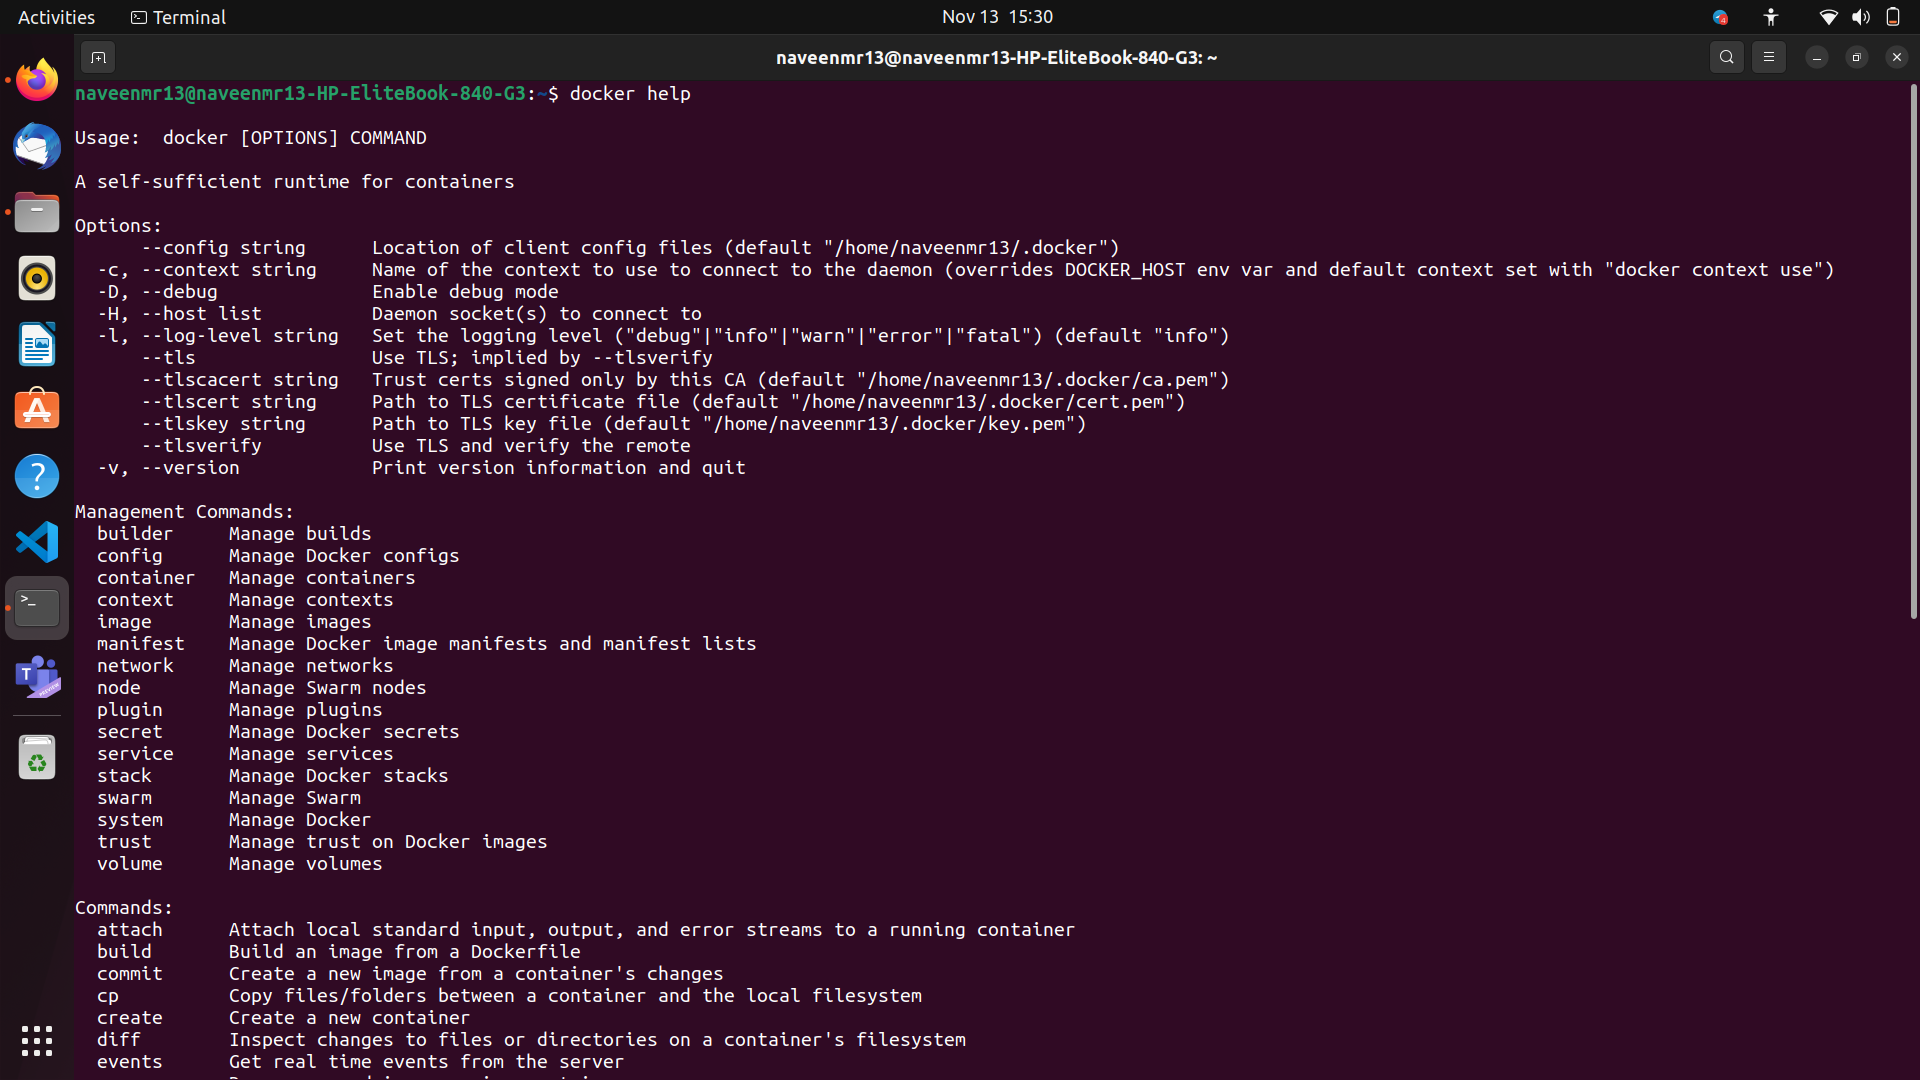 Activities Terminal Nov 13 15:30
naveenmr13@naveenmr13-HP-EliteBook-840-G3: ~
naveenmr13@naveenmr13-HP-EliteBook-840-G3:~$ docker help
Usage:  docker [OPTIONS] COMMAND
A self-sufficient runtime for containers
Options:
      --config string      Location of client config files (default "/home/naveenmr13/.docker")
  -c, --context string     Name of the context to use to connect to the daemon (overrides DOCKER_HOST env var and default context set with "docker context use")
  -D, --debug              Enable debug mode
  -H, --host list          Daemon socket(s) to connect to
  -l, --log-level string   Set the logging level ("debug"|"info"|"warn"|"error"|"fatal") (default "info")
      --tls                Use TLS; implied by --tlsverify
      --tlscacert string   Trust certs signed only by this CA (default "/home/naveenmr13/.docker/ca.pem")
      --tlscert string     Path to TLS certificate file (default "/home/naveenmr13/.docker/cert.pem")
      --tlskey string      Path to TLS key file (default "/home/naveenmr13/.docker/key.pem")
      --tlsverify          Use TLS and verify the remote
  -v, --version            Print version information and quit
Management Commands:
  builder     Manage builds
  config      Manage Docker configs
  container   Manage containers
  context     Manage contexts
  image       Manage images
  manifest    Manage Docker image manifests and manifest lists
  network     Manage networks
  node        Manage Swarm nodes
  plugin      Manage plugins
  secret      Manage Docker secrets
  service     Manage services
  stack       Manage Docker stacks
  swarm       Manage Swarm
  system      Manage Docker
  trust       Manage trust on Docker images
  volume      Manage volumes
Commands:
  attach      Attach local standard input, output, and error streams to a running container
  build       Build an image from a Dockerfile
  commit      Create a new image from a container's changes
  cp          Copy files/folders between a container and the local filesystem
  create      Create a new container
  diff        Inspect changes to files or directories on a container's filesystem
  events      Get real time events from the server